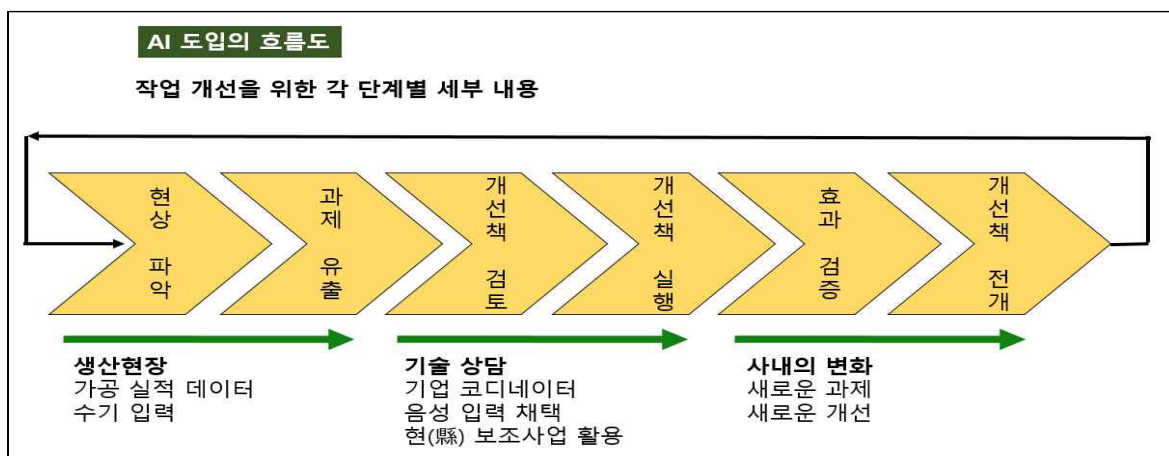 AI 도입의 흐름도
작업 개선을 위한 각 단계별 세부 내용
현상 파악
과제 유출
개선책 검토
개선책 실행
효과 검증
개선책 전개
생산현장
가공 실적 데이터
수기 입력
기술 상담
기업 코디네이터
음성 입력 채택
현(縣) 보조사업 활용
사내의 변화
새로운 과제
새로운 개선